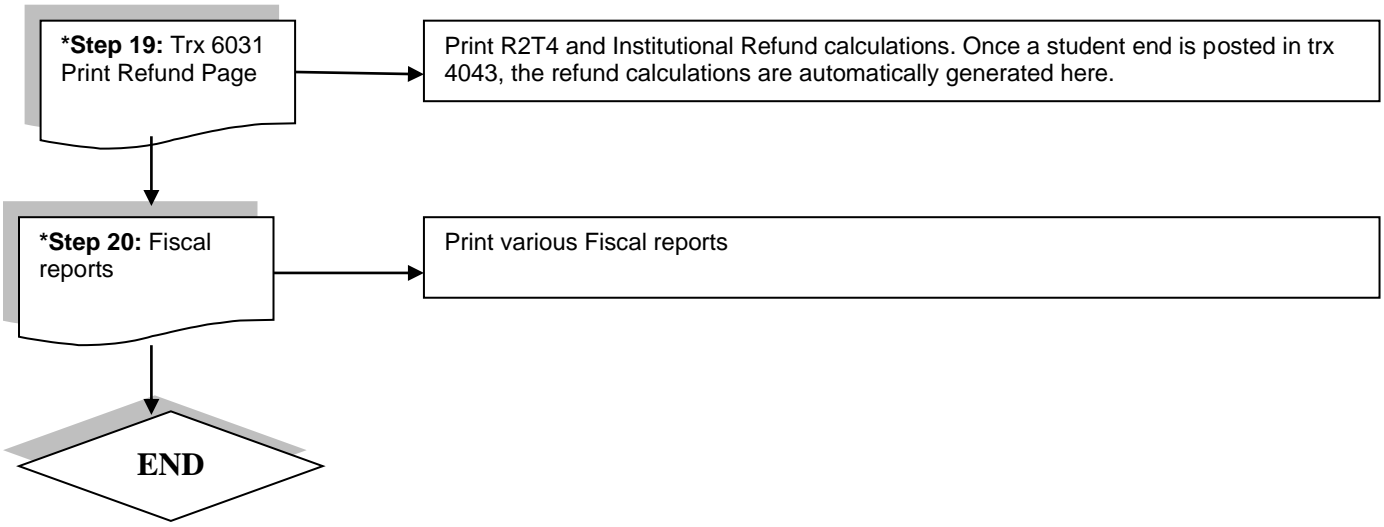 *Step 19: Trx 6031
Print Refund Page
Print R2T4 and Institutional Refund calculations. Once a student end is posted in trx
4043, the refund calculations are automatically generated here.
*Step 20: Fiscal
reports
Print various Fiscal reports
END